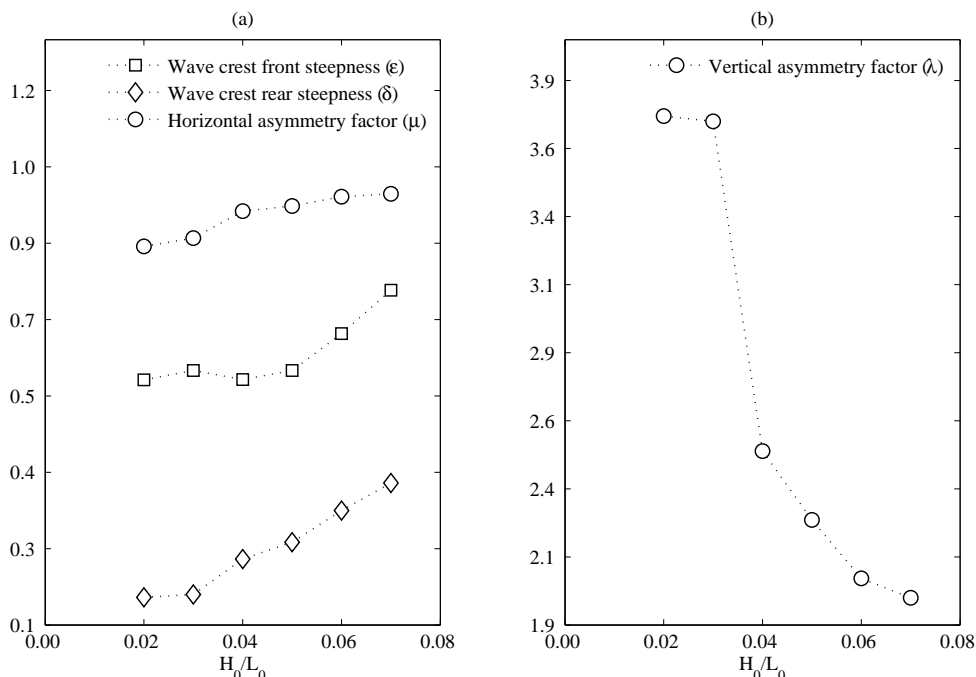 (a)
Wave crest front steepness (ε)
Wave crest rear steepness (δ)
Horizontal asymmetry factor (μ)
1.2
1.0
0.9
0.7
0.5
0.4
0.3
0.1
0.00 0.02 0.04 0.06 0.08
H0/L0
(b)
Vertical asymmetry factor (λ)
3.9
3.6
3.4
3.1
2.9
2.6
2.4
2.1
1.9
0.00 0.02 0.04 0.06 0.08
H0/L0